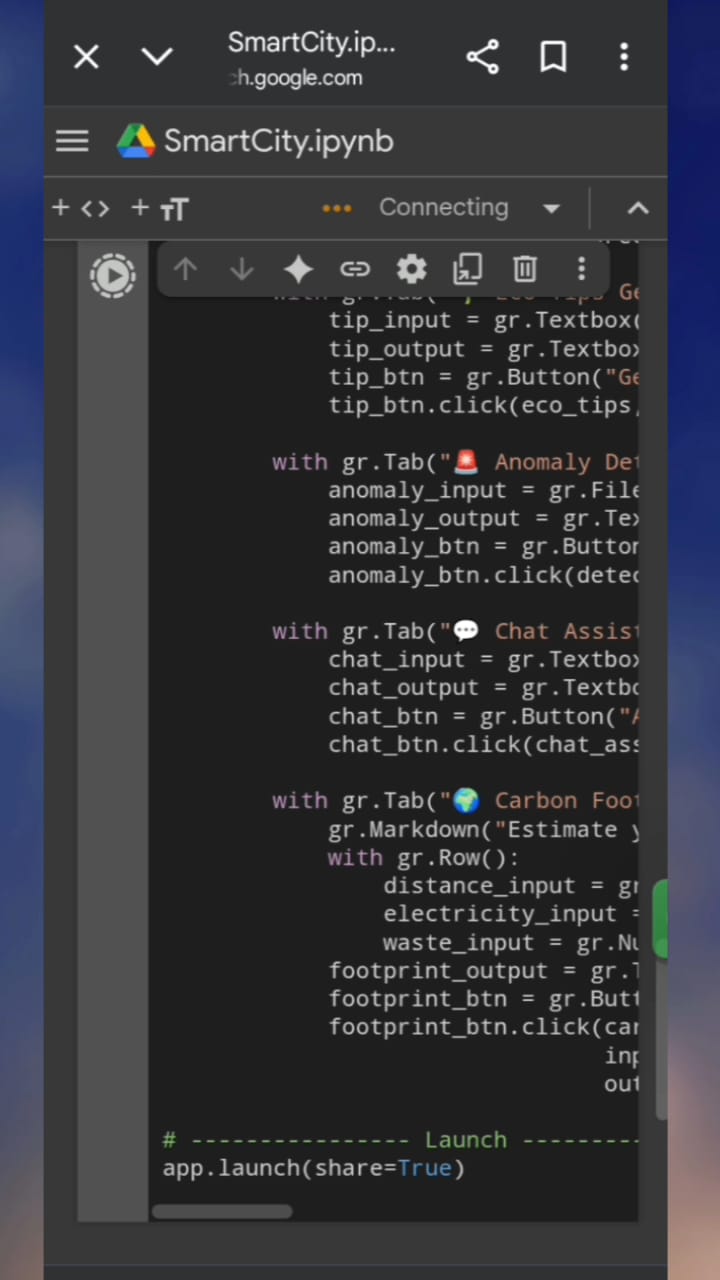 SmartCity.ip...
ch.google.com
SmartCity.ipynb
+ <> + TT ••• Connecting
with gr.Tab(" Eco Tips Ge
tip_input = gr.Textbox(
tip_output = gr.Textbox
tip_btn = gr.Button("Ge
tip_btn.click(eco_tips,
with gr.Tab("🚨 Anomaly Det
anomaly_input = gr.File
anomaly_output = gr.Tex
anomaly_btn = gr.Button
anomaly_btn.click(detec
with gr.Tab("💬 Chat Assist
chat_input = gr.Textbox
chat_output = gr.Textbo
chat_btn = gr.Button("A
chat_btn.click(chat_ass
with gr.Tab("🌍 Carbon Foot
gr.Markdown("Estimate y
with gr.Row():
distance_input = gr
electricity_input =
waste_input = gr.Nu
footprint_output = gr.T
footprint_btn = gr.Butt
footprint_btn.click(car
inp
out
# ---------------- Launch ---------
app.launch(share=True)